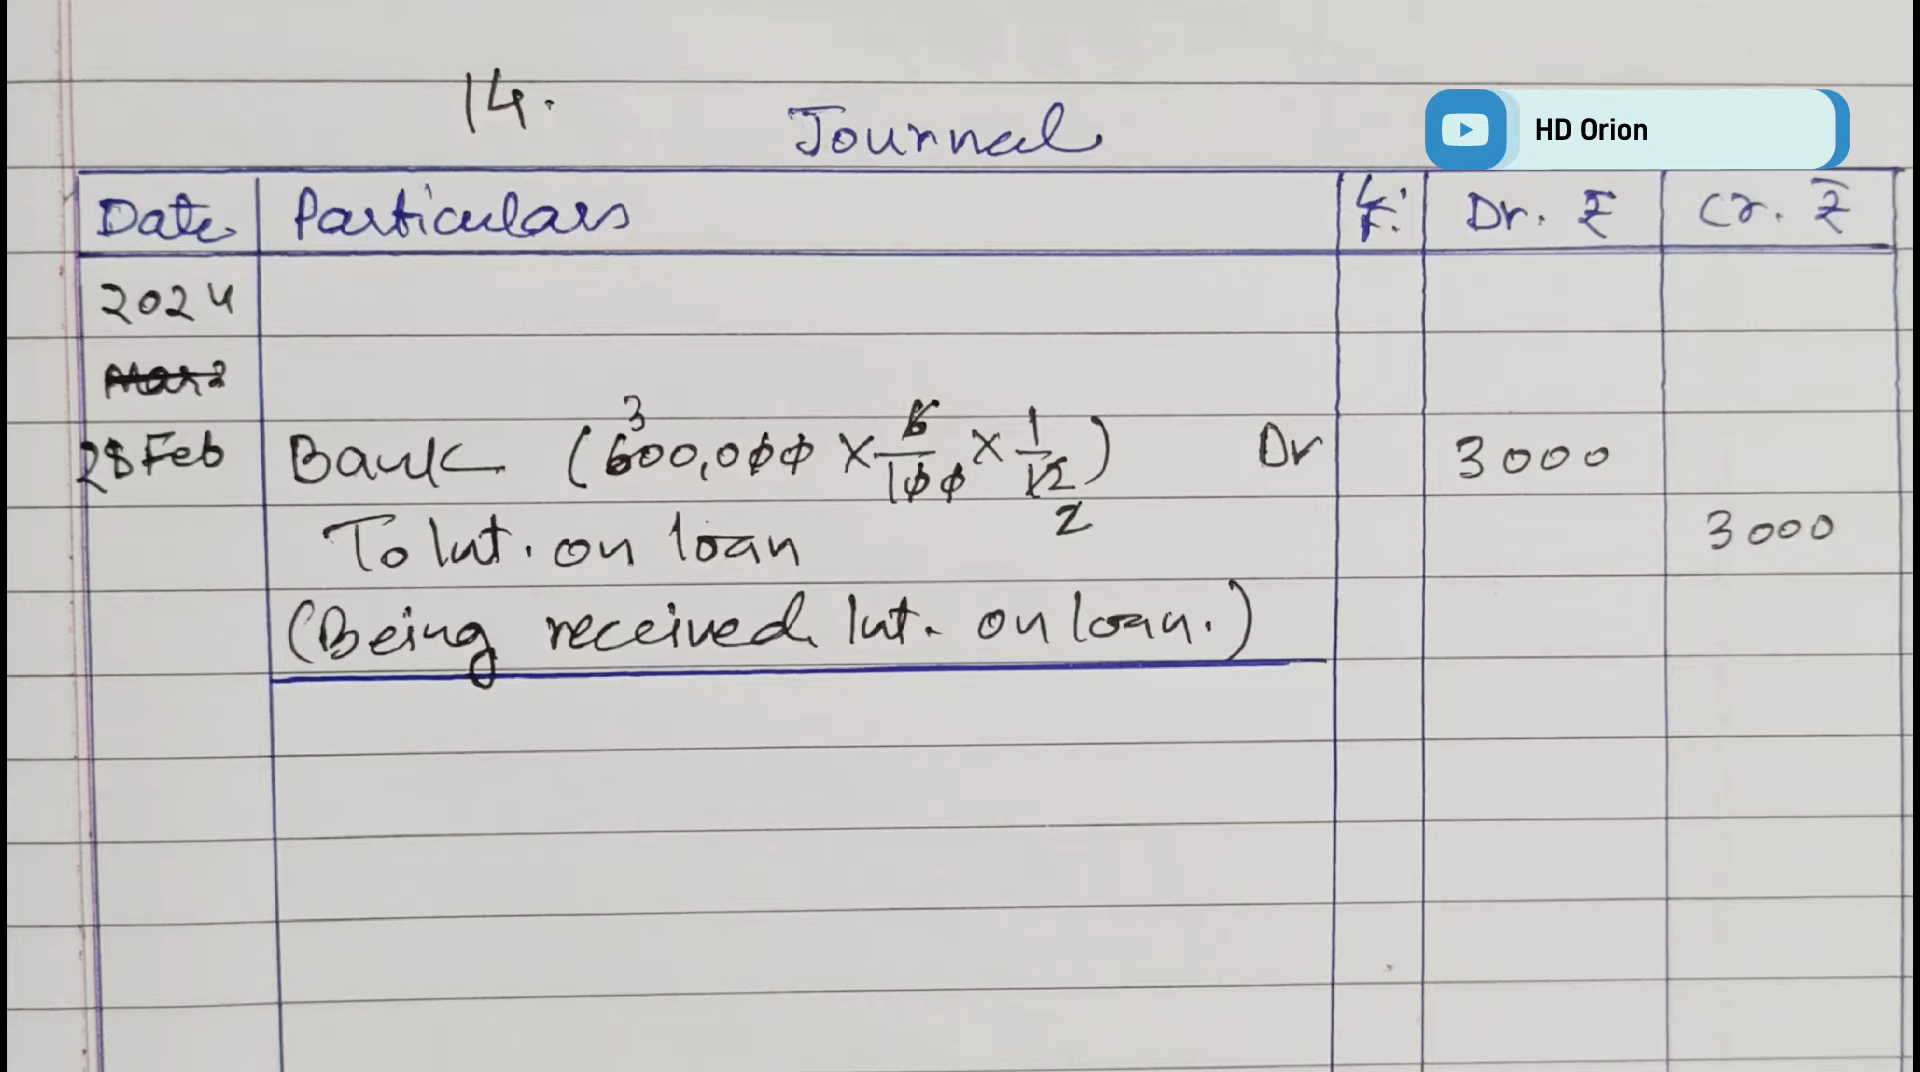 14.
Journal
HD Orion
Date Particulars L.F. Dr. ₹ Cr. ₹
2024
28 Feb Bank (600,000 × 6/100 × 1/12) Dr 3000
3 2
To Int. on loan 3000
(Being received Int. on loan.)